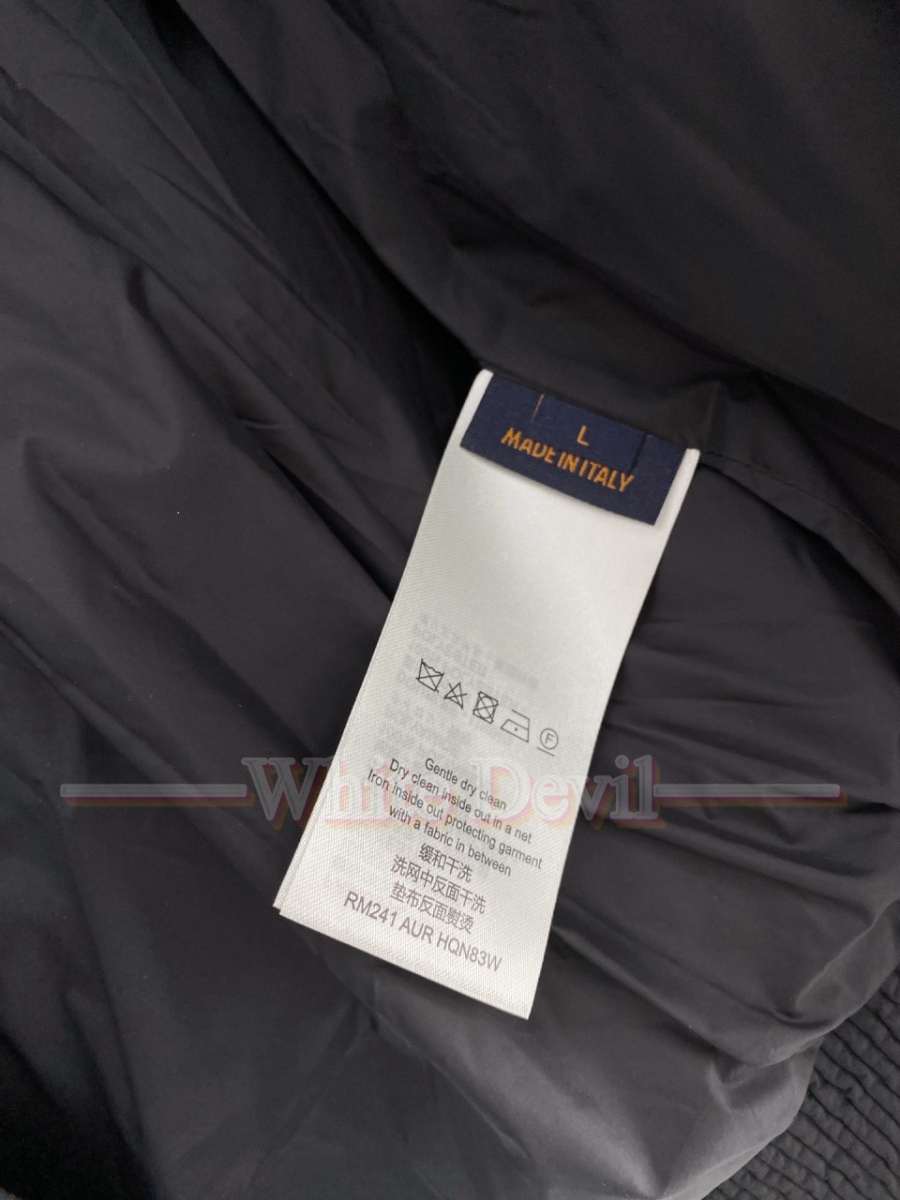 L
MADE IN ITALY
F
Gentle dry clean
Dry clean inside out in a net
Iron inside out protecting garment
with a fabric in between
缓和干洗
洗网中反面干洗
垫布反面熨烫
RM241 AUR HQN83W
White Devil